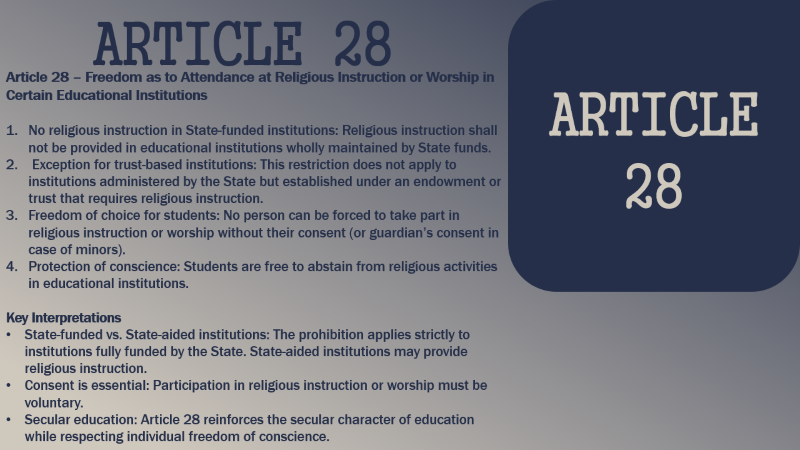 ARTICLE 28
Article 28 – Freedom as to Attendance at Religious Instruction or Worship in
Certain Educational Institutions
1. No religious instruction in State-funded institutions: Religious instruction shall
not be provided in educational institutions wholly maintained by State funds.
2. Exception for trust-based institutions: This restriction does not apply to
institutions administered by the State but established under an endowment or
trust that requires religious instruction.
3. Freedom of choice for students: No person can be forced to take part in
religious instruction or worship without their consent (or guardian's consent in
case of minors).
4. Protection of conscience: Students are free to abstain from religious activities
in educational institutions.
Key Interpretations
• State-funded vs. State-aided institutions: The prohibition applies strictly to
institutions fully funded by the State. State-aided institutions may provide
religious instruction.
• Consent is essential: Participation in religious instruction or worship must be
voluntary.
• Secular education: Article 28 reinforces the secular character of education
while respecting individual freedom of conscience.
ARTICLE
28